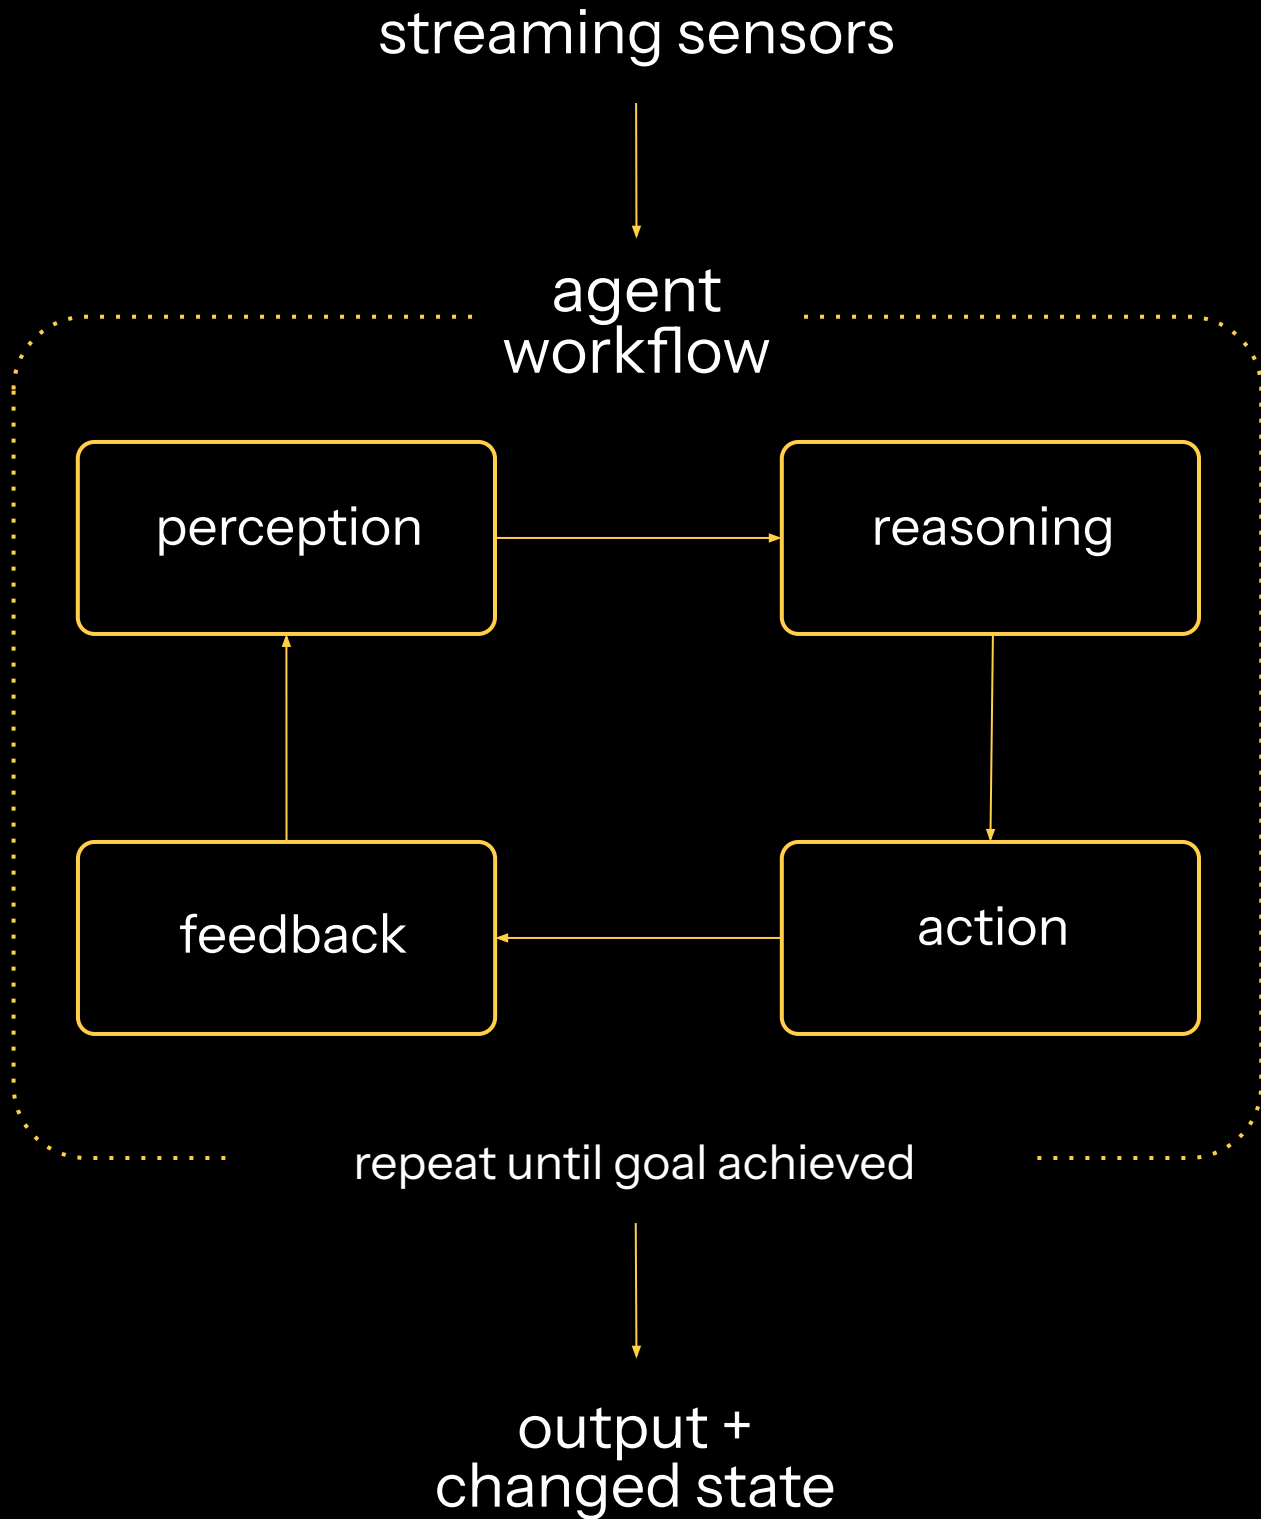 streaming sensors
agent
workflow
perception
reasoning
feedback
action
repeat until goal achieved
output +
changed state